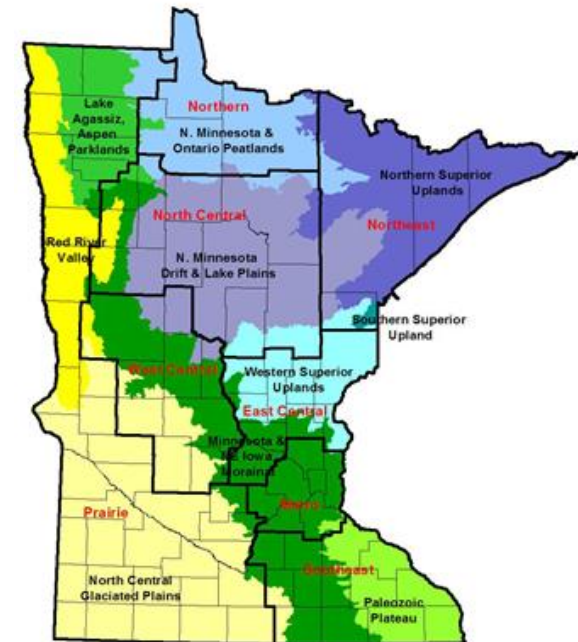 Lake
Agassiz,
Aspen
Parklands
Northern
N. Minnesota &
Ontario Peatlands
Northern Superior
Uplands
North Central
Northeast
Red River
Valley
N. Minnesota
Drift & Lake Plains
Southern Superior
Upland
West Central
Western Superior
Uplands
East Central
Minnesota &
NE Iowa
Morainal
Metro
Prairie
Southeast
North Central
Glaciated Plains
Paleozoic
Plateau